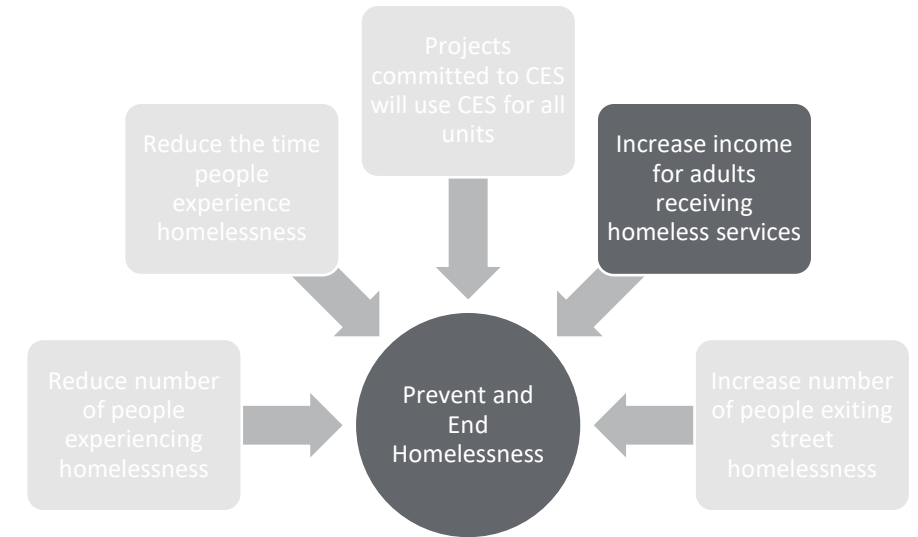 Projects
committed to CES
will use CES for all
units
Reduce the time
people
experience
homelessness
Increase income
for adults
receiving
homeless services
Reduce number
of people
experiencing
homelessness
Prevent and
End
Homelessness
Increase number
of people exiting
street
homelessness